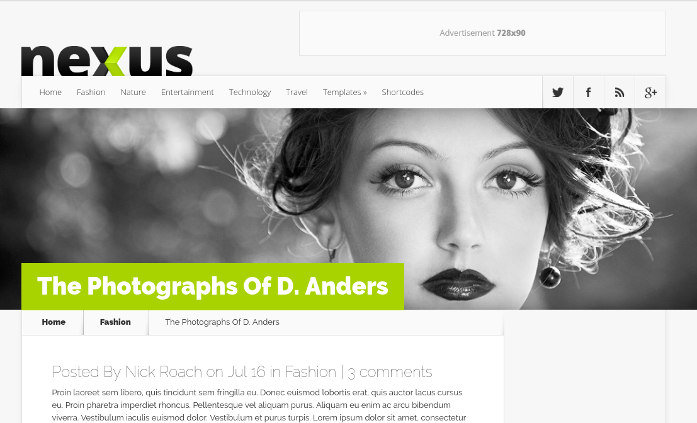 Advertisement 728x90
nexus
Home Fashion Nature Entertainment Technology Travel Templates » Shortcodes
The Photographs Of D. Anders
Home Fashion The Photographs Of D. Anders
Posted By Nick Roach on Jul 16 in Fashion | 3 comments
Proin laoreet sem libero, quis tincidunt sem fringilla eu. Donec euismod lobortis erat, quis auctor lacus cursus
eu. Proin pharetra imperdiet rhoncus. Pellentesque vel aliquam purus. Aliquam eu enim ac arcu bibendum
viverra. Vestibulum iaculis euismod dolor. Vestibulum et purus turpis. Lorem ipsum dolor sit amet, consectetur